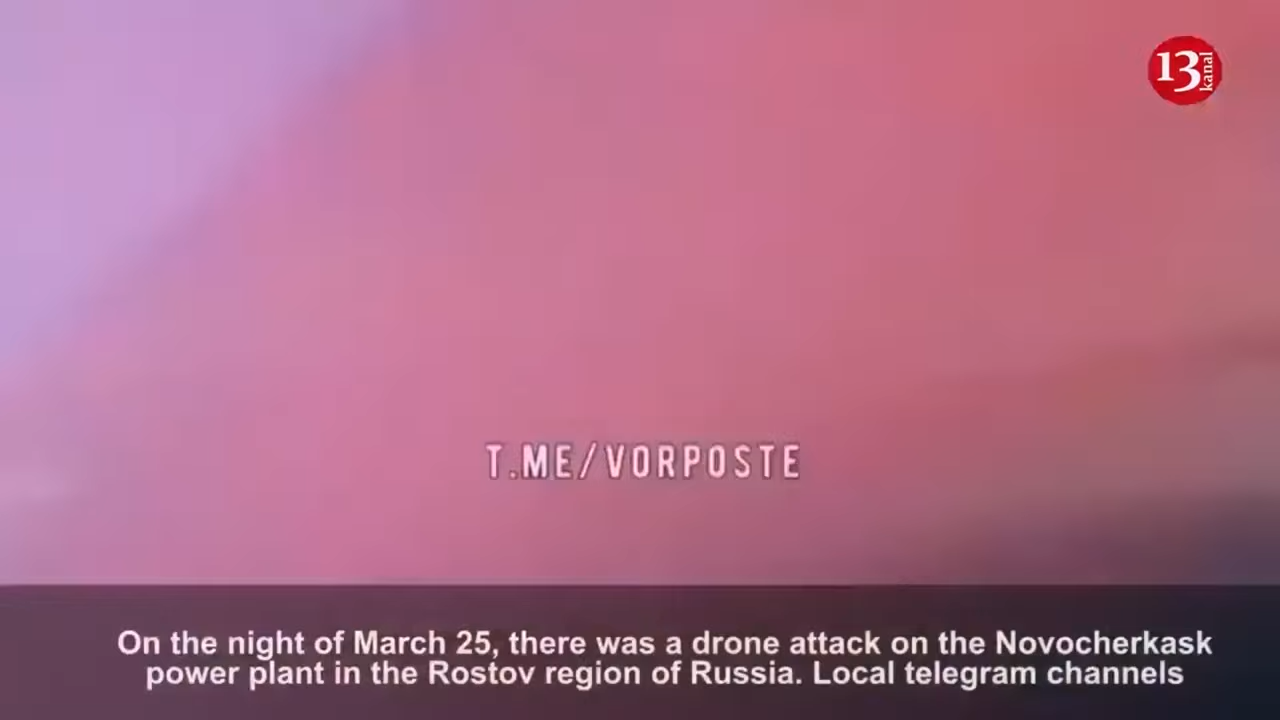 13 kanal
T.ME/VORPOSTE
On the night of March 25, there was a drone attack on the Novocherkask
power plant in the Rostov region of Russia. Local telegram channels